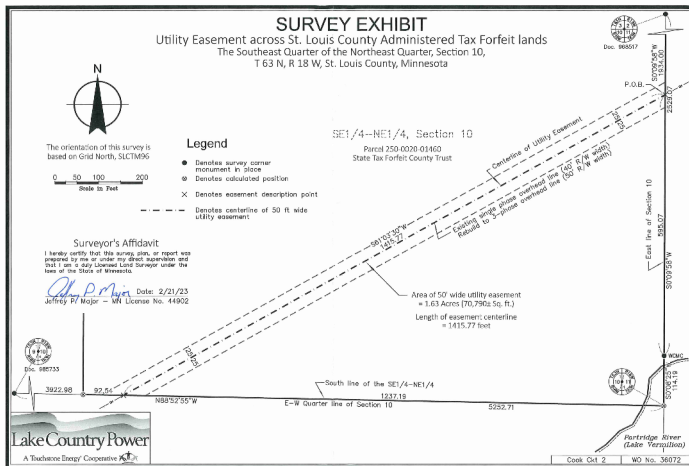 SURVEY EXHIBIT
Utility Easement across St. Louis County Administered Tax Forfeit lands
The Southeast Quarter of the Northeast Quarter, Section 10,
T 63 N, R 18 W, St. Louis County, Minnesota
Doc. 988517
S0°09'58"W
1934.00
2529.07
P.O.B.
N
The orientation of this survey is
based on Grid North, SLCTM96
0 50 100 200
Scale in Feet
Legend
Denotes survey corner
monument in place
Denotes calculated position
Denotes easement description point
Denotes centerline of 50 ft wide
utility easement
SE1/4--NE1/4, Section 10
Parcel 250-0020-01460
State Tax Forfeit County Trust
Centerline of Utility Easement
25'
25'
Existing single phase overhead line (40' R/W width)
Rebuild to 3-phase overhead line (50' R/W width)
S61°03'30"W
1415.77
East line of Section 10
595.07
S0°09'58"W
Surveyor's Affidavit
I hereby certify that this survey, plan, or report was
prepared by me or under my direct supervision and
that I am a duly Licensed Land Surveyor under the
laws of the State of Minnesota.
Jeffrey P. Major Date: 2/21/23
Jeffrey P. Major - MN License No. 44902
Area of 50' wide utility easement
= 1.63 Acres (70,790± Sq. ft.)
Length of easement centerline
= 1415.77 feet
25'
25'
Doc. 985733
WCMC
S0°06'25"W
114.19
3922.98
92.54
N88°52'55"W
South line of the SE1/4-NE1/4
1237.19
E-W Quarter line of Section 10
5252.71
Partridge River
(Lake Vermilion)
Lake Country Power
A Touchstone Energy® Cooperative
Cook Ckt 2
WO No. 36072